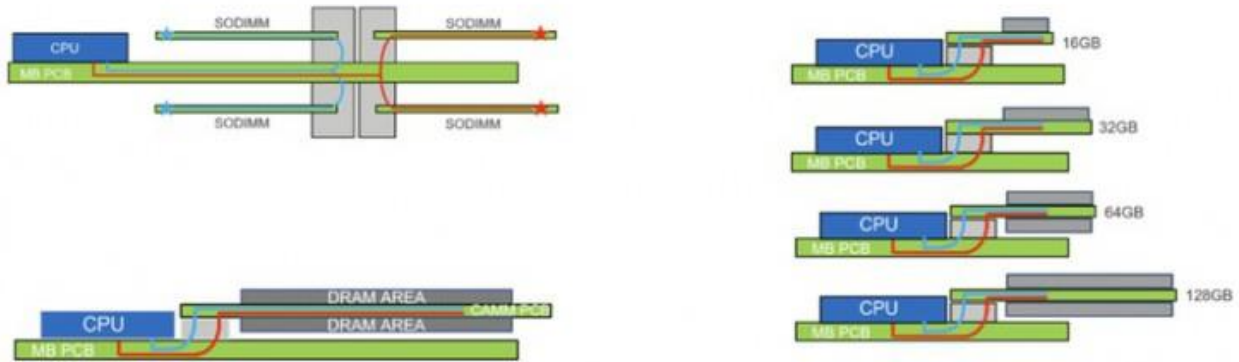 SODIMM
SODIMM
CPU
MB PCB
SODIMM
SODIMM
DRAM AREA
CAMM PCB
CPU
DRAM AREA
MB PCB
16GB
CPU
MB PCB
32GB
CPU
MB PCB
64GB
CPU
MB PCB
128GB
CPU
MB PCB